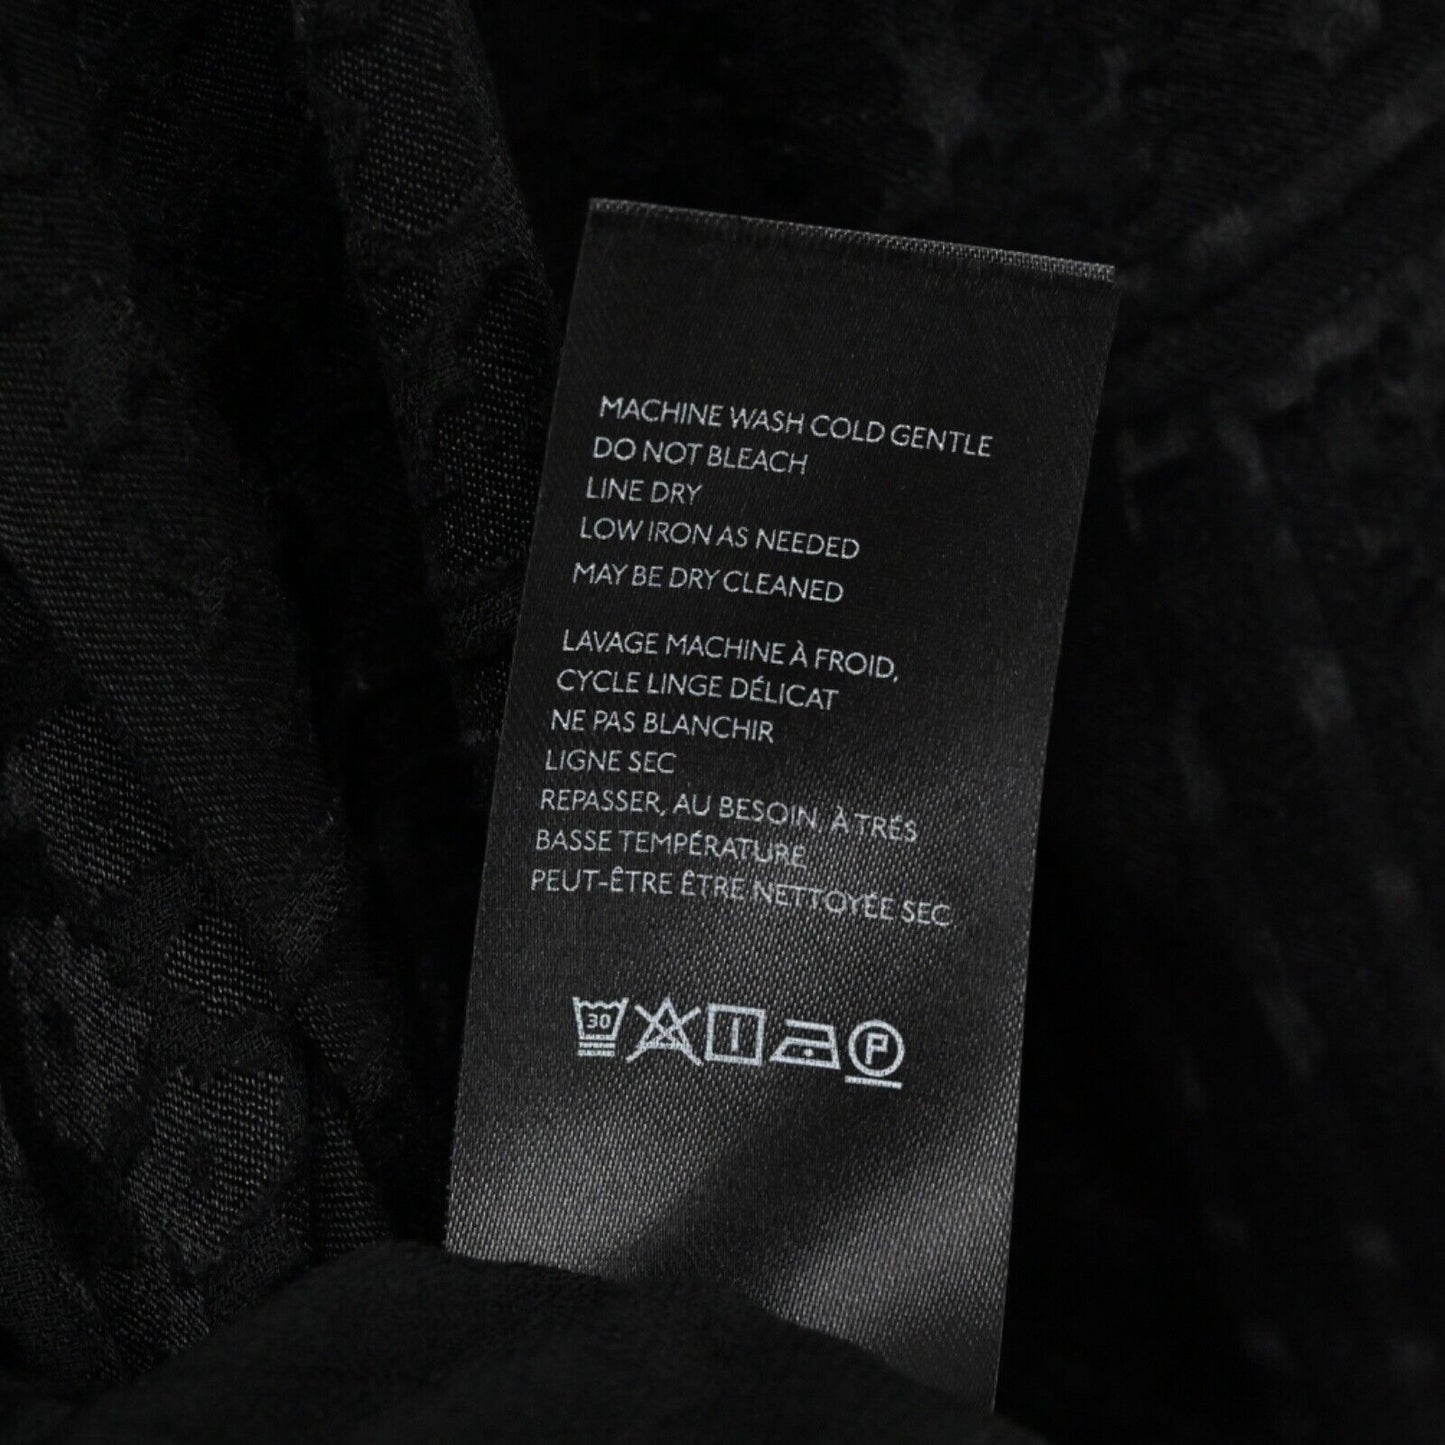 MACHINE WASH COLD GENTLE
DO NOT BLEACH
LINE DRY
LOW IRON AS NEEDED
MAY BE DRY CLEANED
LAVAGE MACHINE À FROID,
CYCLE LINGE DÉLICAT
NE PAS BLANCHIR
LIGNE SEC
REPASSER, AU BESOIN, À TRÉS
BASSE TEMPÉRATURE
PEUT-ÊTRE ÊTRE NETTOYÉE SEC
30 P